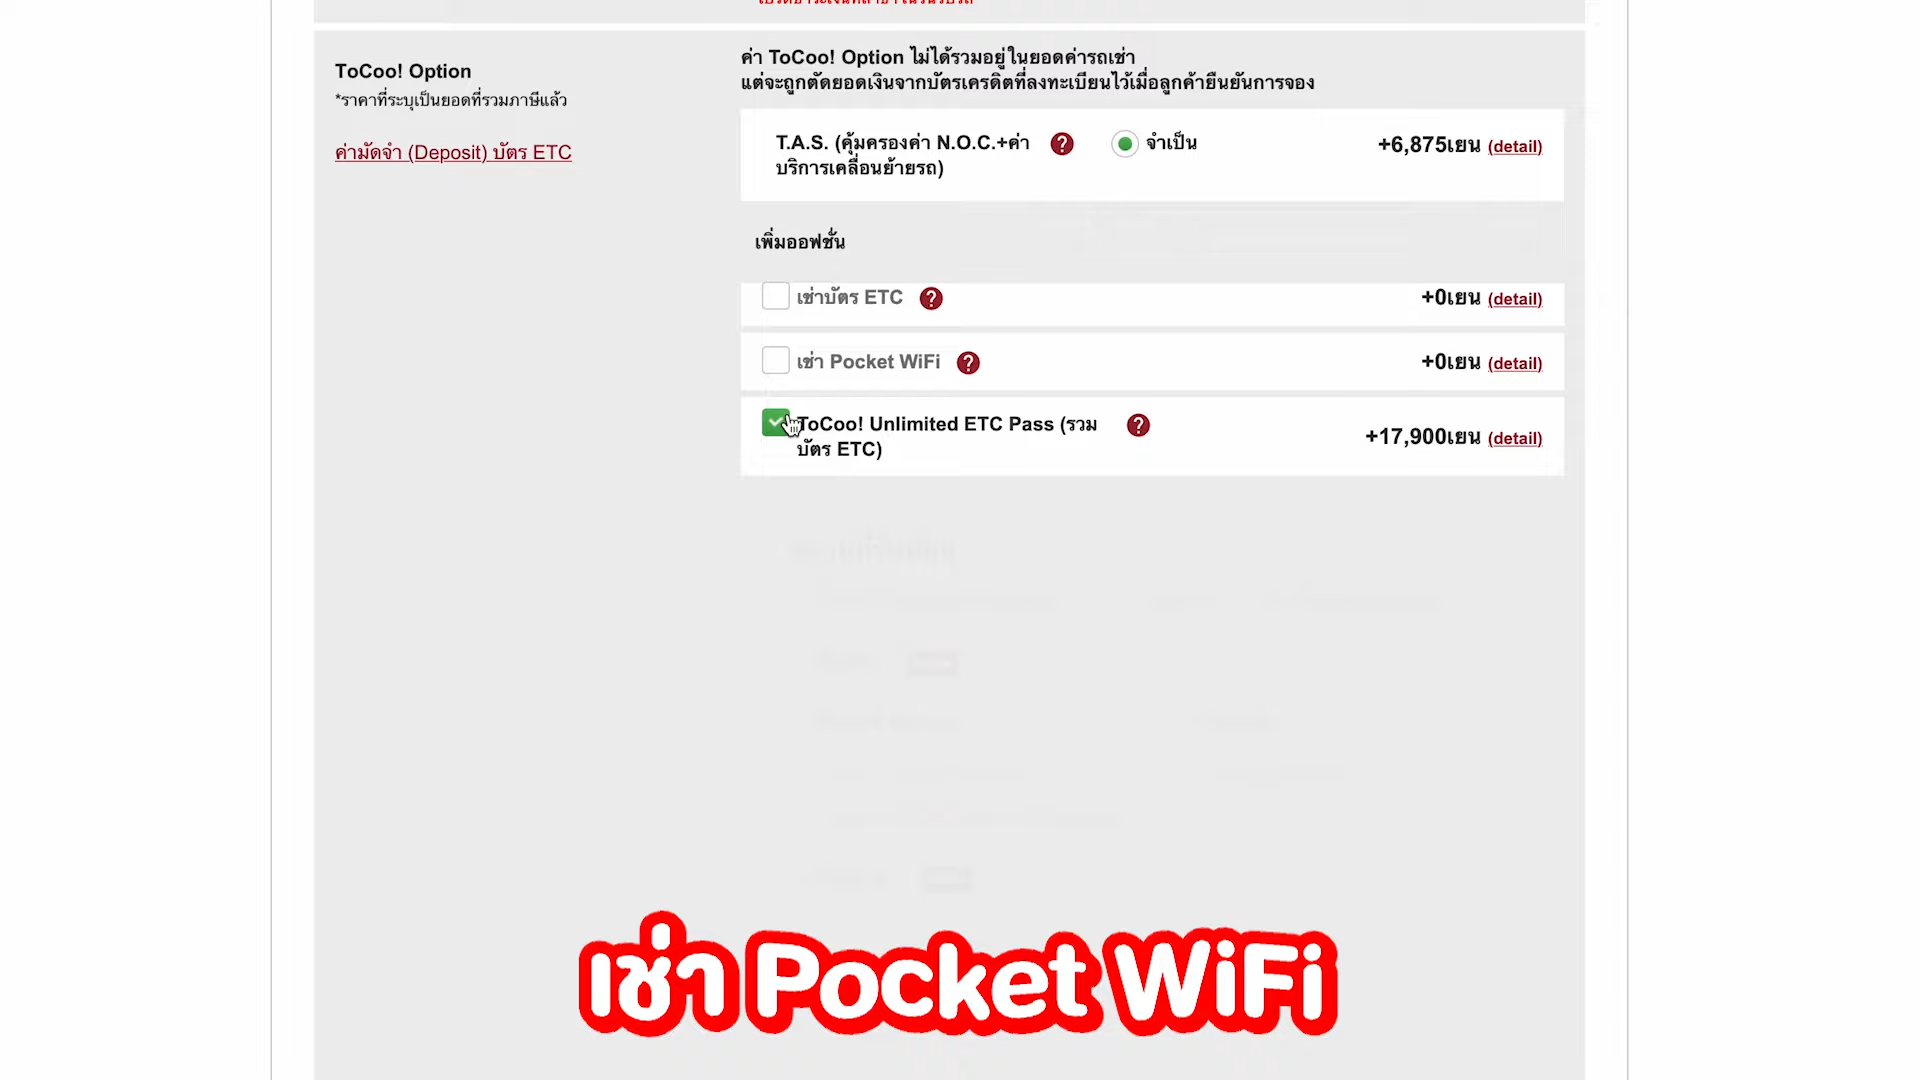 ToCoo! Option
*ราคาที่ระบุเป็นยอดที่รวมภาษีแล้ว
ค่ามัดจำ (Deposit) บัตร ETC
ค่า ToCoo! Option ไม่ได้รวมอยู่ในยอดค่ารถเช่า
แต่จะถูกตัดยอดเงินจากบัตรเครดิตที่ลงทะเบียนไว้เมื่อลูกค้ายืนยันการจอง
T.A.S. (คุ้มครองค่า N.O.C.+ค่า
บริการเคลื่อนย้ายรถ)
? จำเป็น +6,875เยน (detail)
เพิ่มออฟชั่น
เช่าบัตร ETC ? +0เยน (detail)
เช่า Pocket WiFi ? +0เยน (detail)
ToCoo! Unlimited ETC Pass (รวม
บัตร ETC)
? +17,900เยน (detail)
เช่า Pocket WiFi